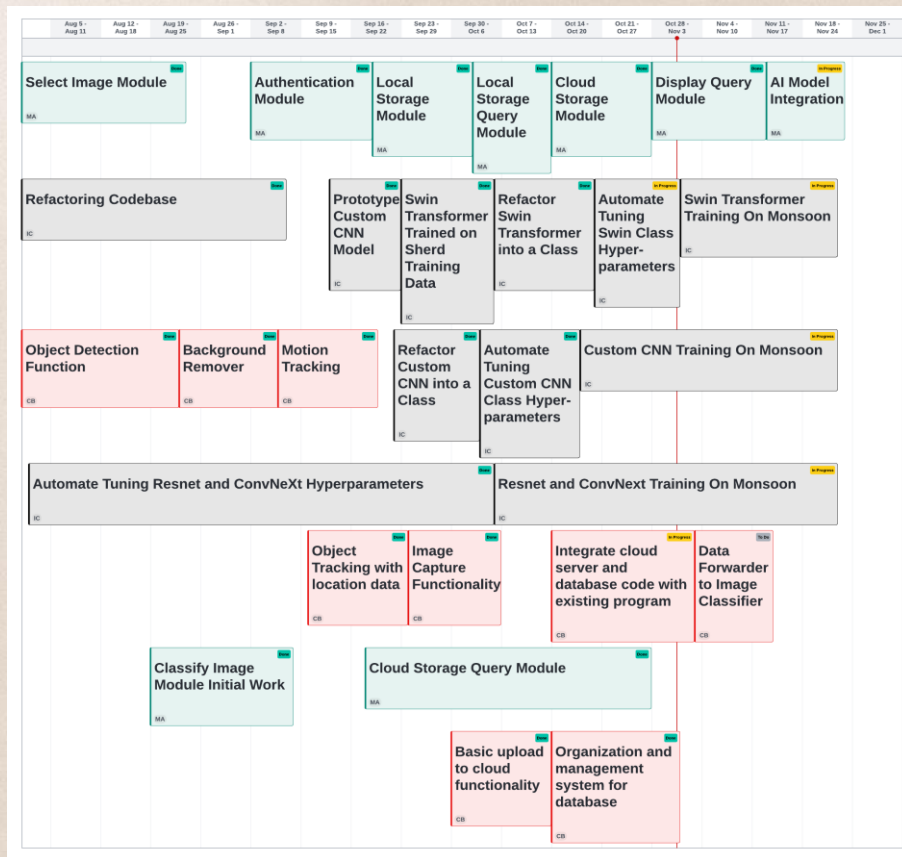 Aug 5 - Aug 11
Aug 12 - Aug 18
Aug 19 - Aug 25
Aug 26 - Sep 1
Sep 2 - Sep 8
Sep 9 - Sep 15
Sep 16 - Sep 22
Sep 23 - Sep 29
Sep 30 - Oct 6
Oct 7 - Oct 13
Oct 14 - Oct 20
Oct 21 - Oct 27
Oct 28 - Nov 3
Nov 4 - Nov 10
Nov 11 - Nov 17
Nov 18 - Nov 24
Nov 25 - Dec 1
Done
Select Image Module
MA
Done
Authentication
Module
MA
Done
Local
Storage
Module
MA
Done
Local
Storage
Query
Module
MA
Done
Cloud
Storage
Module
MA
Done
Display Query
Module
MA
In Progress
AI Model
Integration
MA
Done
Refactoring Codebase
IC
Done
Prototype
Custom
CNN
Model
IC
Done
Swin
Transformer
Trained on
Sherd
Training
Data
IC
Done
Refactor
Swin
Transformer
into a Class
IC
In Progress
Automate
Tuning
Swin Class
Hyper-
parameters
IC
In Progress
Swin Transformer
Training On Monsoon
IC
Done
Object Detection
Function
CB
Done
Background
Remover
CB
Done
Motion
Tracking
CB
Done
Refactor
Custom
CNN into a
Class
IC
Done
Automate
Tuning
Custom CNN
Class Hyper-
parameters
IC
In Progress
Custom CNN Training On Monsoon
IC
Done
Automate Tuning Resnet and ConvNeXt Hyperparameters
IC
In Progress
Resnet and ConvNext Training On Monsoon
IC
Done
Object
Tracking with
location data
CB
Done
Image
Capture
Functionality
CB
In Progress
Integrate cloud
server and
database code with
existing program
CB
To Do
Data
Forwarder
to Image
Classifier
CB
Done
Classify Image
Module Initial Work
MA
Done
Cloud Storage Query Module
MA
Done
Basic upload
to cloud
functionality
CB
Done
Organization and
management
system for
database
CB